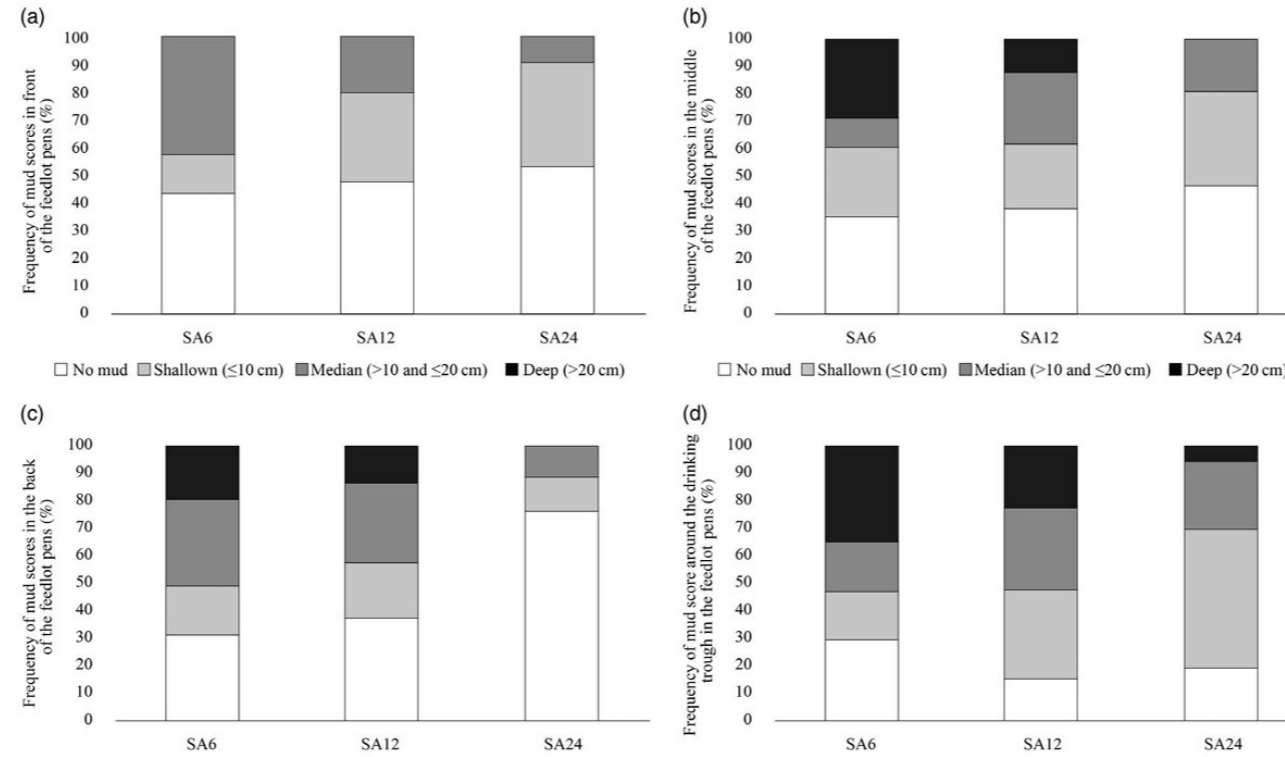 (a)
Frequency of mud scores in front
of the feedlot pens (%)
100
90
80
70
60
50
40
30
20
10
0
SA6 SA12 SA24
No mud Shallown (≤10 cm) Median (>10 and ≤20 cm) Deep (>20 cm)
(b)
Frequency of mud scores in the middle
of the feedlot pens (%)
100
90
80
70
60
50
40
30
20
10
0
SA6 SA12 SA24
No mud Shallown (≤10 cm) Median (>10 and ≤20 cm) Deep (>20 cm)
(c)
Frequency of mud scores in the back
of the feedlot pens (%)
100
90
80
70
60
50
40
30
20
10
0
SA6 SA12 SA24
(d)
Frequency of mud score around the drinking
trough in the feedlot pens (%)
100
90
80
70
60
50
40
30
20
10
0
SA6 SA12 SA24